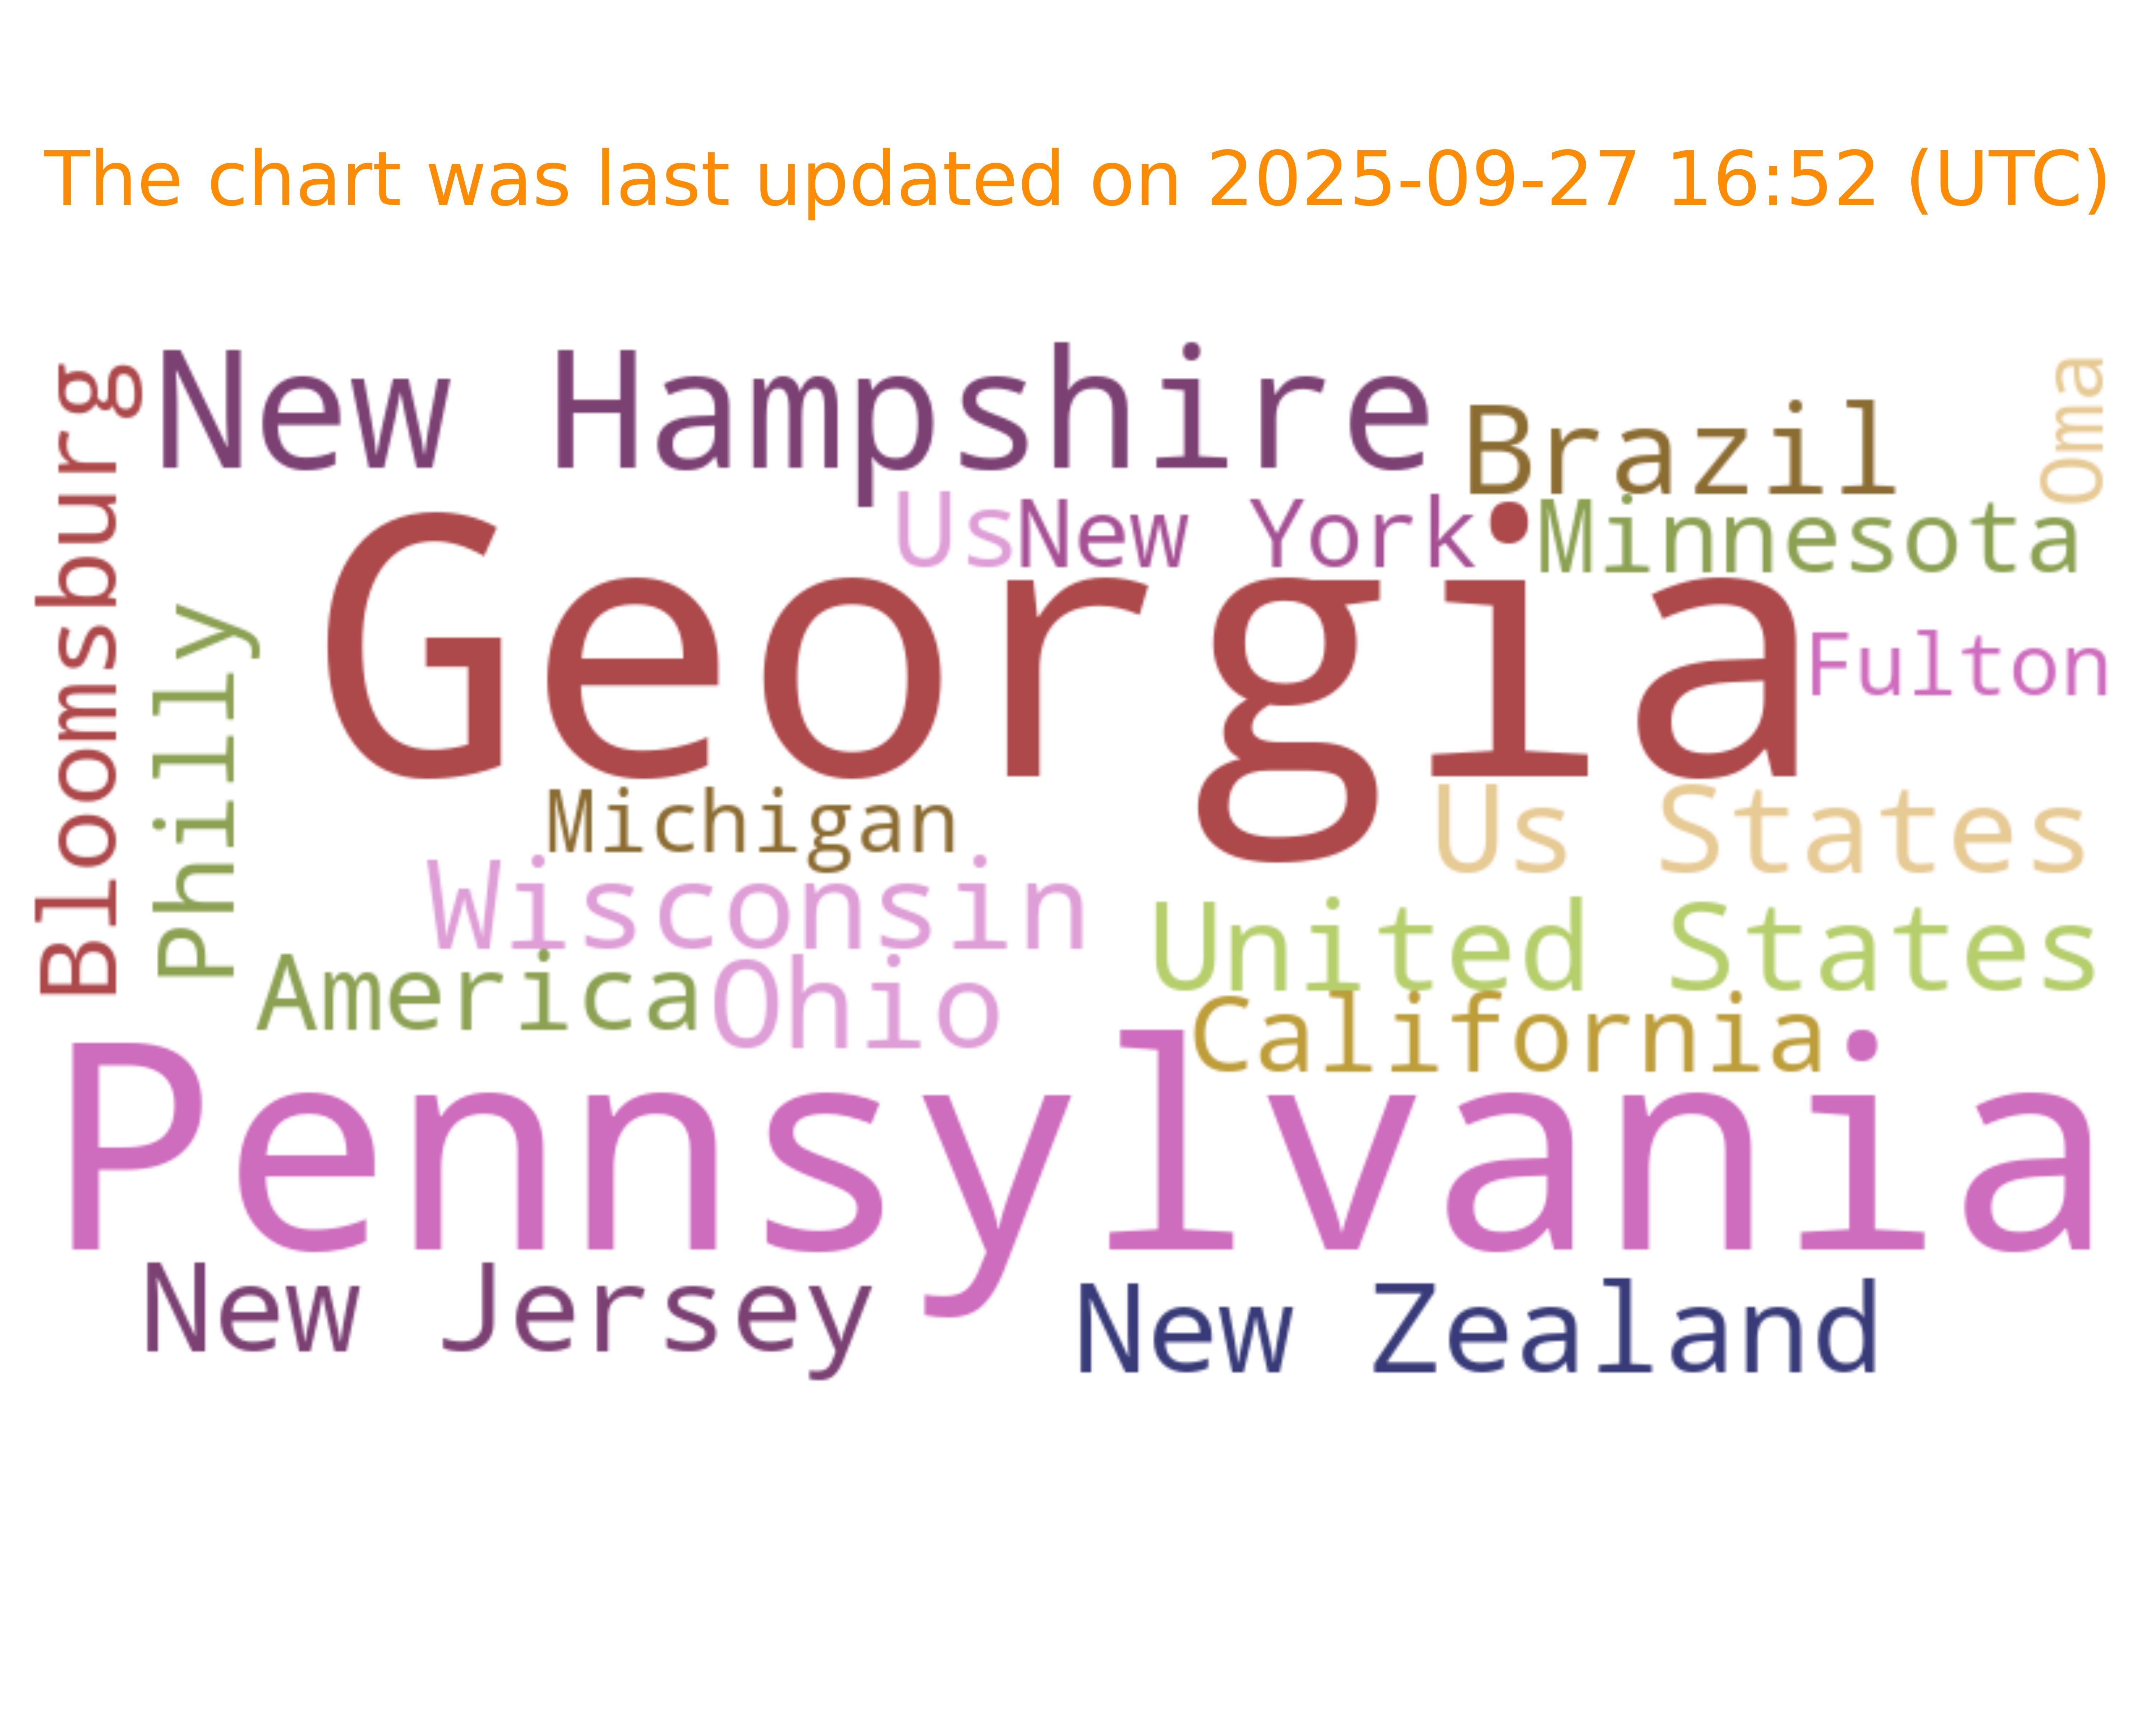 The chart was last updated on 2025-09-27 16:52 (UTC)
New Hampshire
Brazil
Oma
Bloomsburg
Us
New York
Minnesota
Georgia
Philly
Fulton
Michigan
Us States
Wisconsin
United States
America
Ohio
California
Pennsylvania
New Jersey
New Zealand